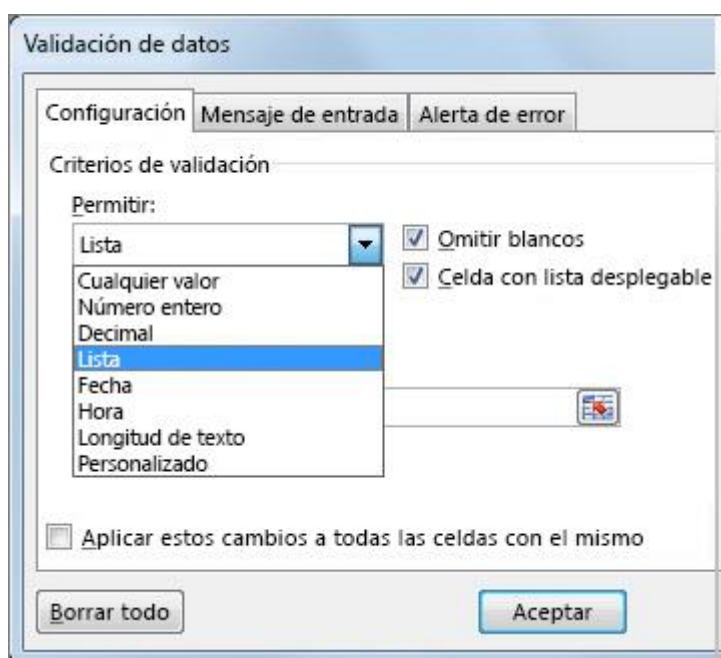 Validación de datos
Configuración Mensaje de entrada Alerta de error
Criterios de validación
Permitir:
Lista
Omitir blancos
Cualquier valor
Celda con lista desplegable
Número entero
Decimal
Lista
Fecha
Hora
Longitud de texto
Personalizado
Aplicar estos cambios a todas las celdas con el mismo
Borrar todo
Aceptar